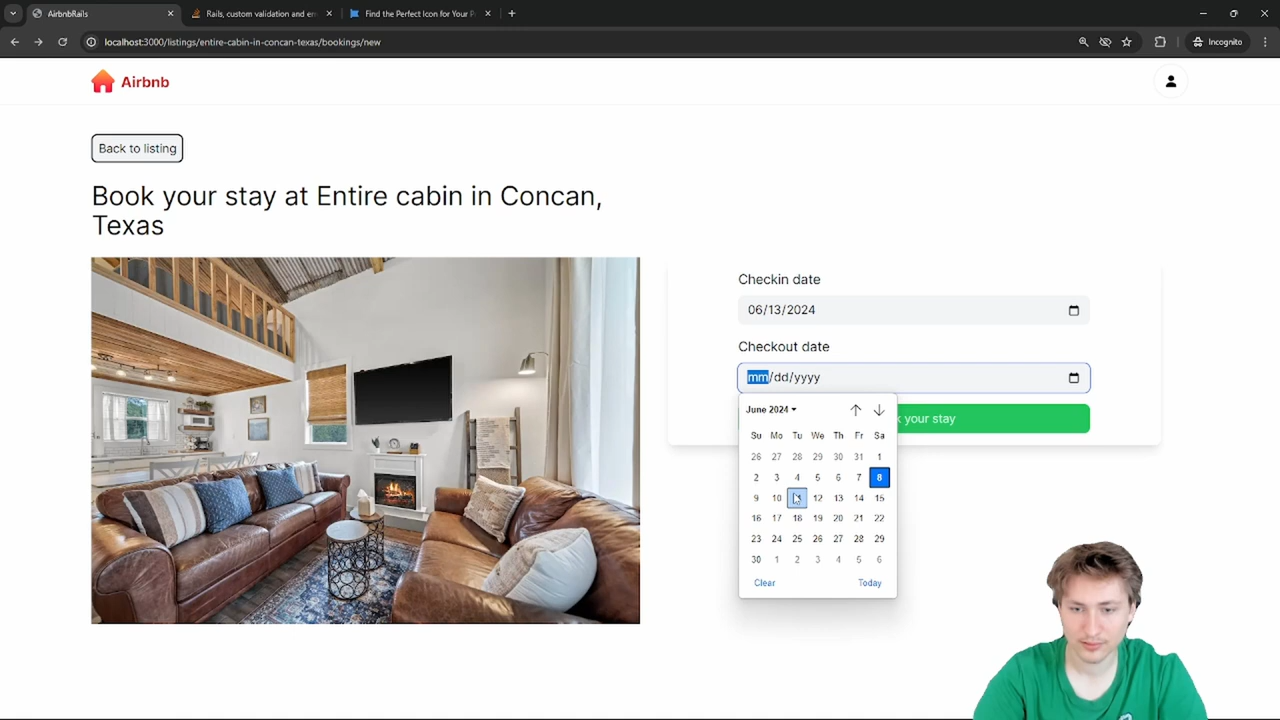 AirbnbRails
Rails, custom validation and em
Find the Perfect Icon for Your P
localhost:3000/listings/entire-cabin-in-concan-texas/bookings/new
Incognito
Airbnb
Back to listing
Book your stay at Entire cabin in Concan,
Texas
Checkin date
06/13/2024
Checkout date
mm/dd/yyyy
your stay
June 2024
Su Mo Tu We Th Fr Sa
26 27 28 29 30 31 1
2 3 4 5 6 7 8
9 10 12 13 14 15
16 17 18 19 20 21 22
23 24 25 26 27 28 29
30 1 2 3 4 5 6
Clear Today